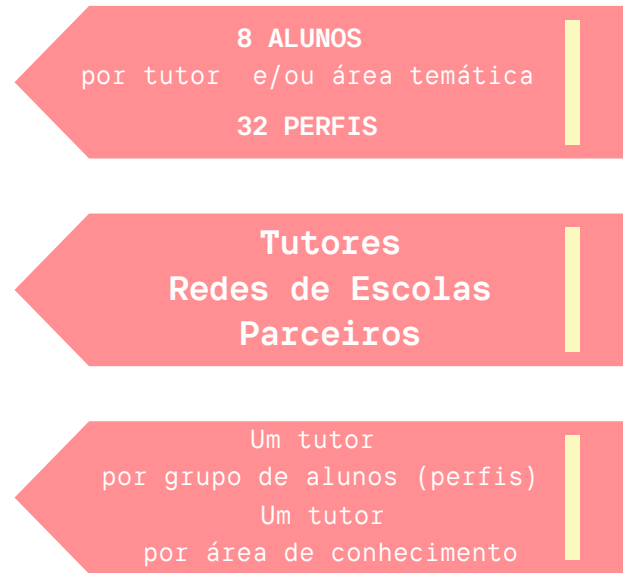 8 ALUNOS
por tutor e/ou área temática
32 PERFIS
Tutores
Redes de Escolas
Parceiros
Um tutor
por grupo de alunos (perfis)
Um tutor
por área de conhecimento